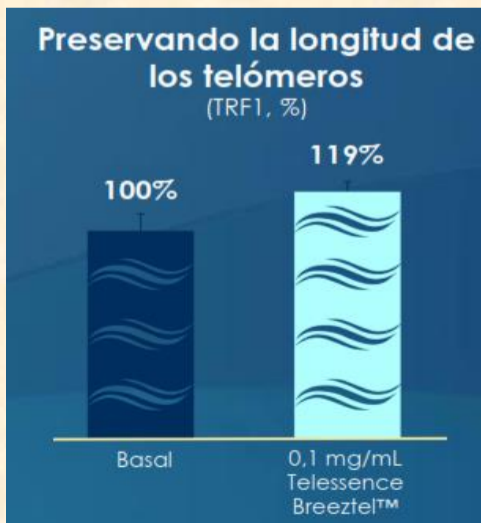 Preservando la longitud de
los telómeros
(TRF1, %)
119%
100%
Basal
0,1 mg/mL
Telessence
Breeztel™